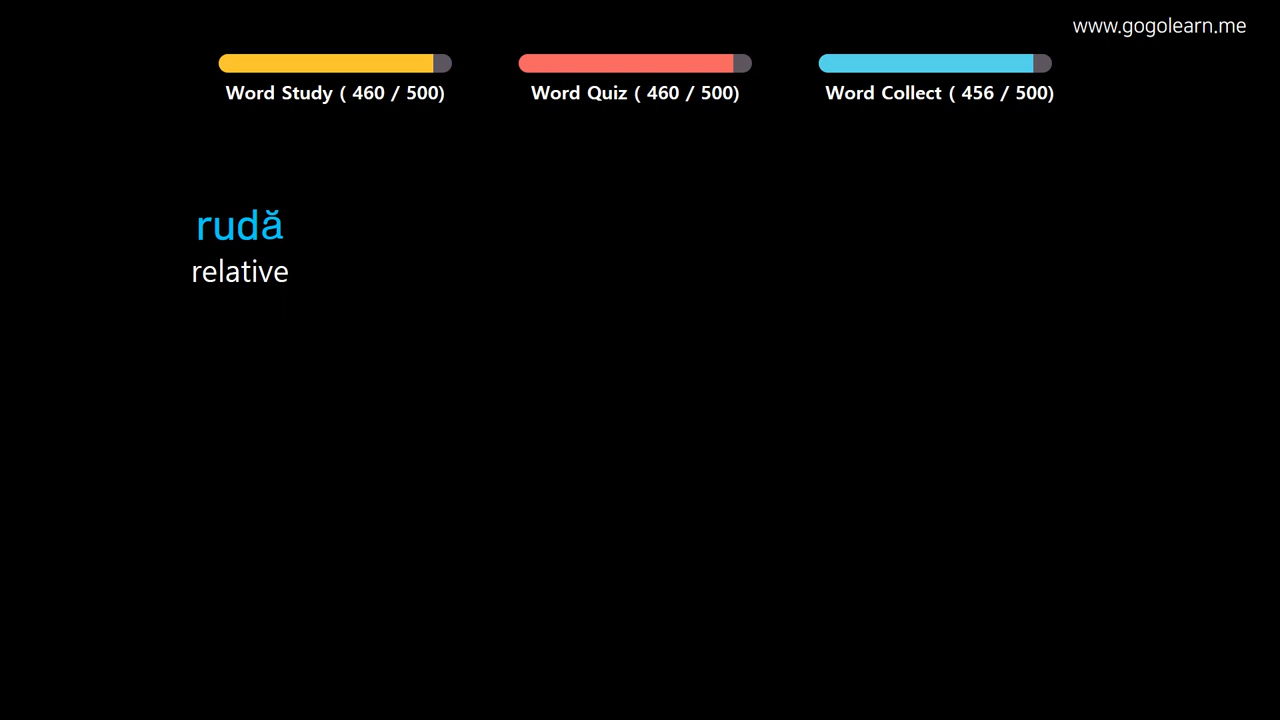 www.gogolearn.me
Word Study ( 460 / 500)
Word Quiz ( 460 / 500)
Word Collect ( 456 / 500)
rudă
relative